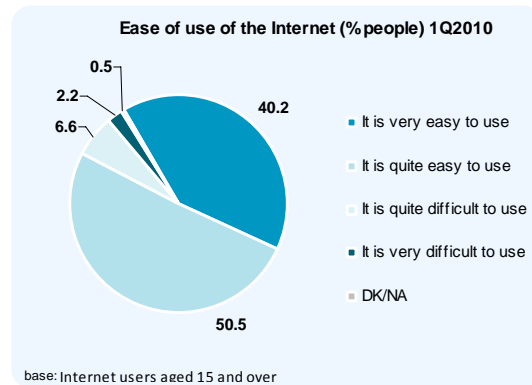 Ease of use of the Internet (% people) 1Q2010
0.5
2.2
6.6
40.2
50.5
It is very easy to use
It is quite easy to use
It is quite difficult to use
It is very difficult to use
DK/NA
base: Internet users aged 15 and over